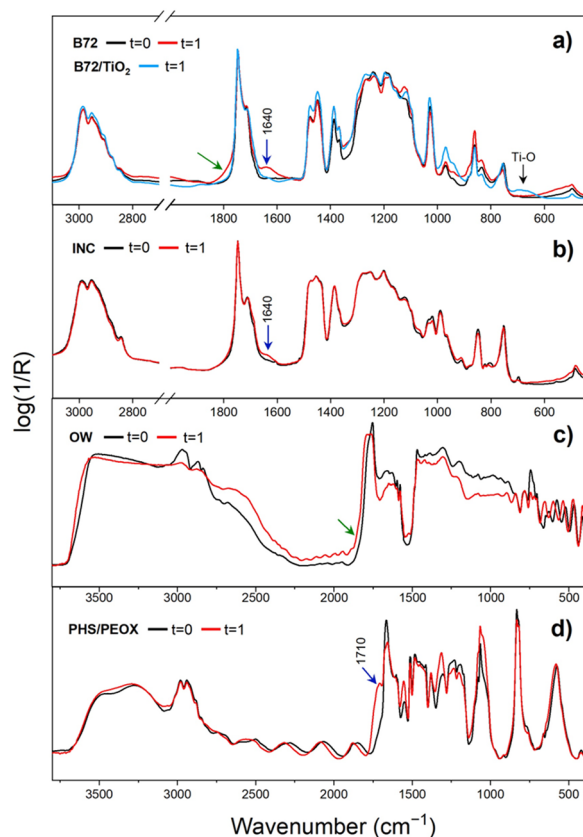 B72 t=0 t=1 a)
B72/TiO₂ t=1
1640
Ti-O
3000 2800 1800 1600 1400 1200 1000 800 600
INC t=0 t=1 b)
1640
3000 2800 1800 1600 1400 1200 1000 800 600
log(1/R)
OW t=0 t=1 c)
3500 3000 2500 2000 1500 1000 500
PHS/PEOX t=0 t=1 d)
1710
3500 3000 2500 2000 1500 1000 500
Wavenumber (cm⁻¹)